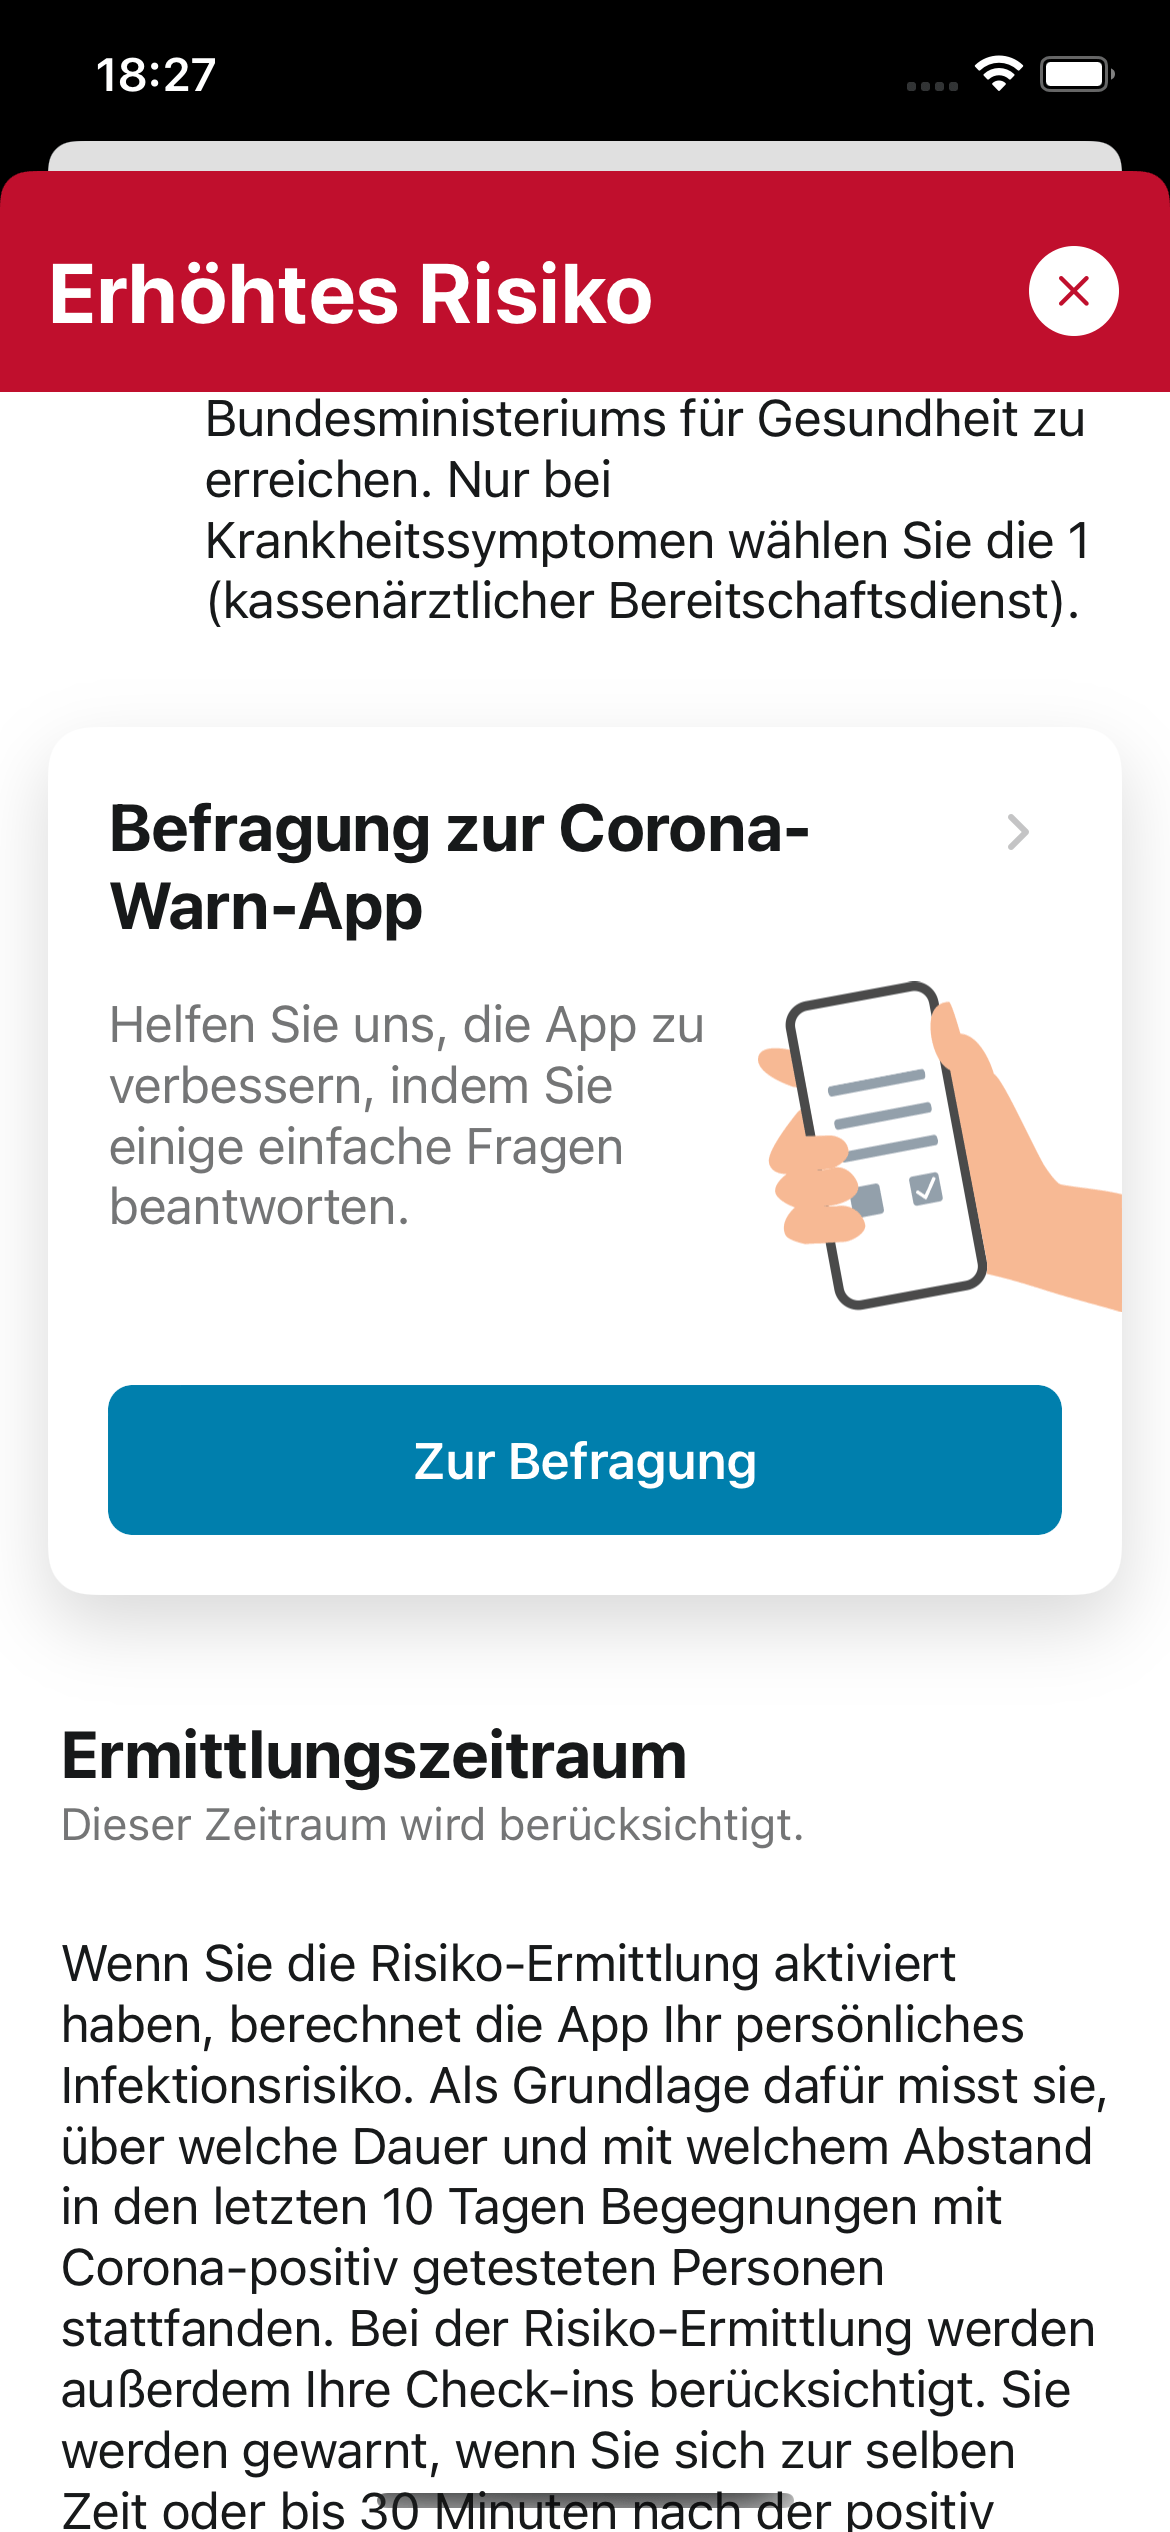 18:27
Erhöhtes Risiko
Bundesministeriums für Gesundheit zu
erreichen. Nur bei
Krankheitssymptomen wählen Sie die 1
(kassenärztlicher Bereitschaftsdienst).
Befragung zur Corona-
Warn-App
Helfen Sie uns, die App zu
verbessern, indem Sie
einige einfache Fragen
beantworten.
Zur Befragung
Ermittlungszeitraum
Dieser Zeitraum wird berücksichtigt.
Wenn Sie die Risiko-Ermittlung aktiviert
haben, berechnet die App Ihr persönliches
Infektionsrisiko. Als Grundlage dafür misst sie,
über welche Dauer und mit welchem Abstand
in den letzten 10 Tagen Begegnungen mit
Corona-positiv getesteten Personen
stattfanden. Bei der Risiko-Ermittlung werden
außerdem Ihre Check-ins berücksichtigt. Sie
werden gewarnt, wenn Sie sich zur selben
Zeit oder bis 30 Minuten nach der positiv